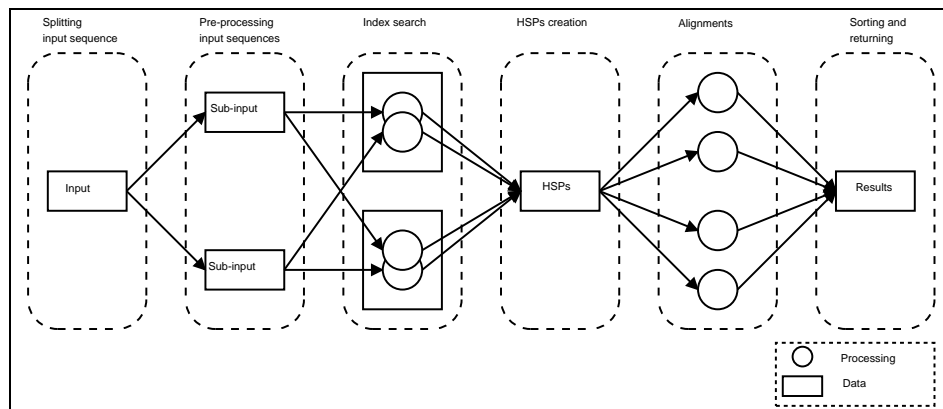 Splitting
input sequence
Pre-processing
input sequences
Index search
HSPs creation
Alignments
Sorting and
returning
Sub-input
Input
HSPs
Results
Sub-input
Processing
Data